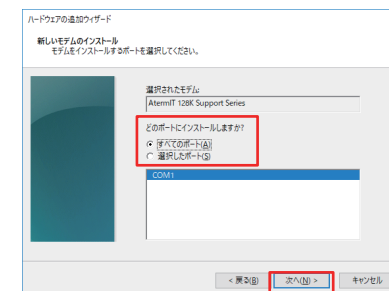 ハードウェアの追加ウィザード
新しいモデムのインストール
モデムをインストールするポートを選択してください。
選択されたモデム:
AtermIT 128K Support Series
どのポートにインストールしますか?
すべてのポート(A)
選択したポート(S)
COM1
< 戻る(B)
次へ(N) >
キャンセル